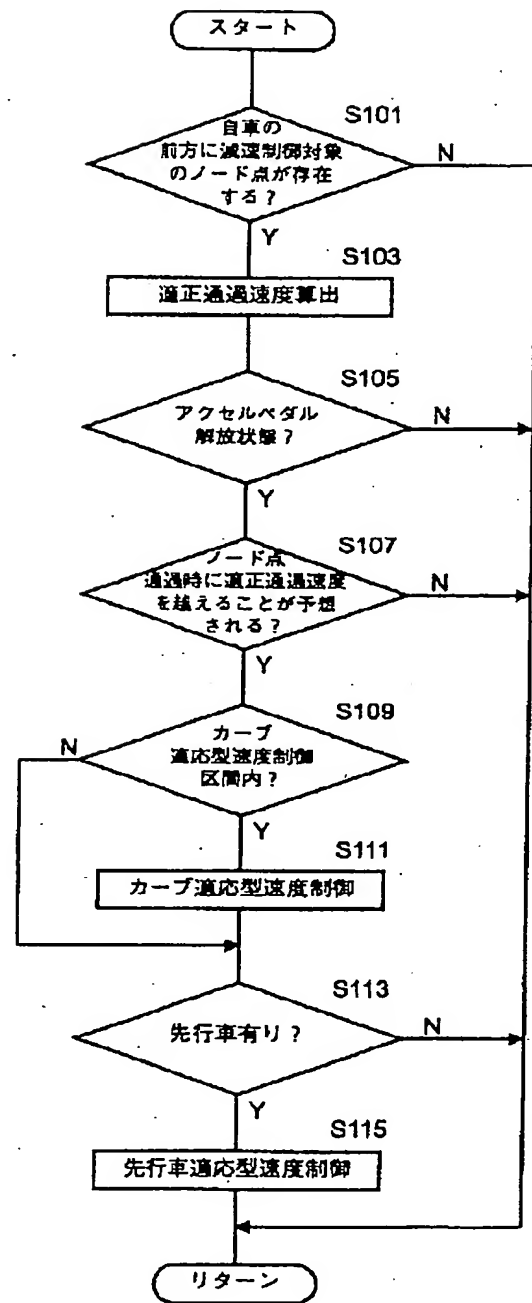 スタート
S101
自車の
前方に減速制御対象
のノード点が存在
する?
N
Y
S103
適正通過速度算出
S105
アクセルペダル
解放状態?
N
Y
S107
ノード点
通過時に適正通過速度
を越えることが予想
される?
N
Y
S109
カーブ
適応型速度制御
区間内?
N
Y
S111
カーブ適応型速度制御
S113
先行車有り?
N
Y
S115
先行車適応型速度制御
リターン